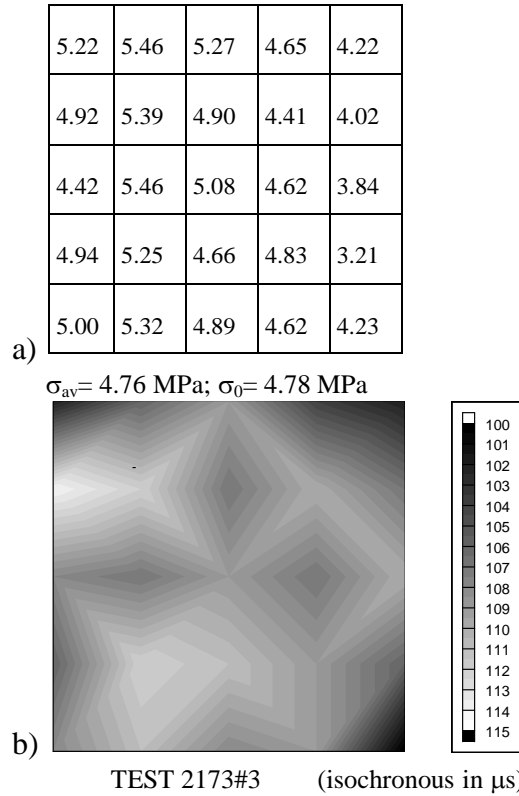 5.22 5.46 5.27 4.65 4.22
4.92 5.39 4.90 4.41 4.02
4.42 5.46 5.08 4.62 3.84
4.94 5.25 4.66 4.83 3.21
5.00 5.32 4.89 4.62 4.23
a)
σav= 4.76 MPa; σ0= 4.78 MPa
100
101
102
103
104
105
106
107
108
109
110
111
112
113
114
115
b)
TEST 2173#3 (isochronous in μs)